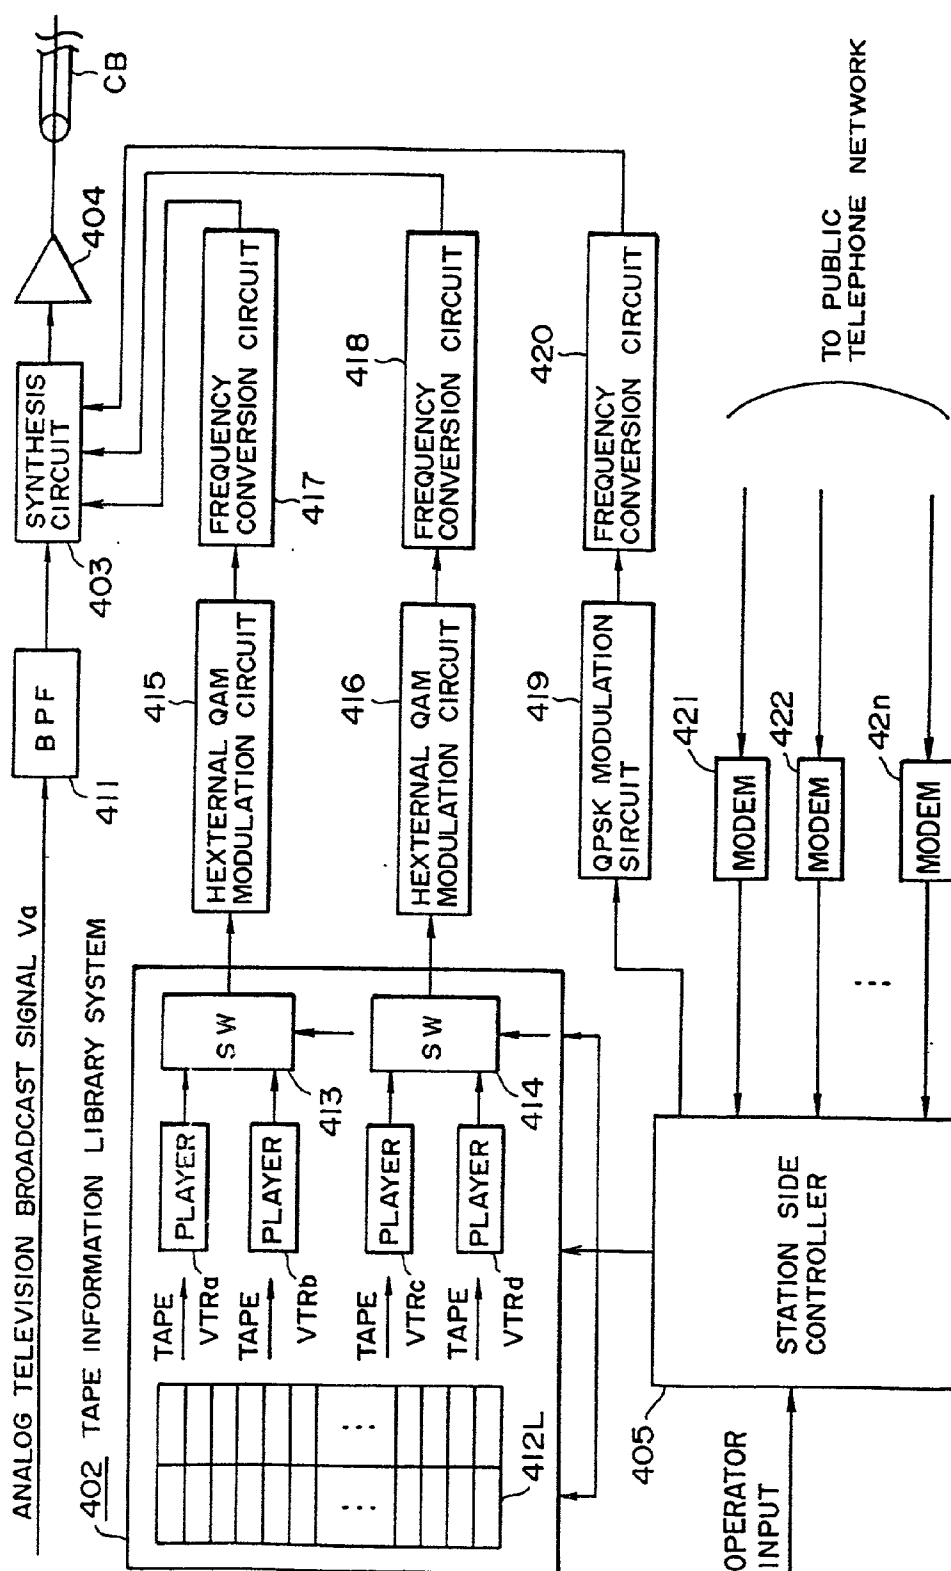 ANALOG TELEVISION BROADCAST SIGNAL Va
BPF
411
SYNTHESIS
CIRCUIT
403
404
CB
402 TAPE INFORMATION LIBRARY SYSTEM
412L
TAPE
VTRa
PLAYER
TAPE
VTRb
PLAYER
SW
413
TAPE
VTRc
PLAYER
TAPE
VTRd
PLAYER
SW
414
415
HEXTERNAL QAM
MODULATION CIRCUIT
417
FREQUENCY
CONVERSION CIRCUIT
416
HEXTERNAL QAM
MODULATION CIRCUIT
418
FREQUENCY
CONVERSION CIRCUIT
419
QPSK MODULATION
SIRCUIT
420
FREQUENCY
CONVERSION CIRCUIT
405
OPERATOR
INPUT
STATION SIDE
CONTROLLER
421
MODEM
422
MODEM
42n
MODEM
TO PUBLIC
TELEPHONE NETWORK